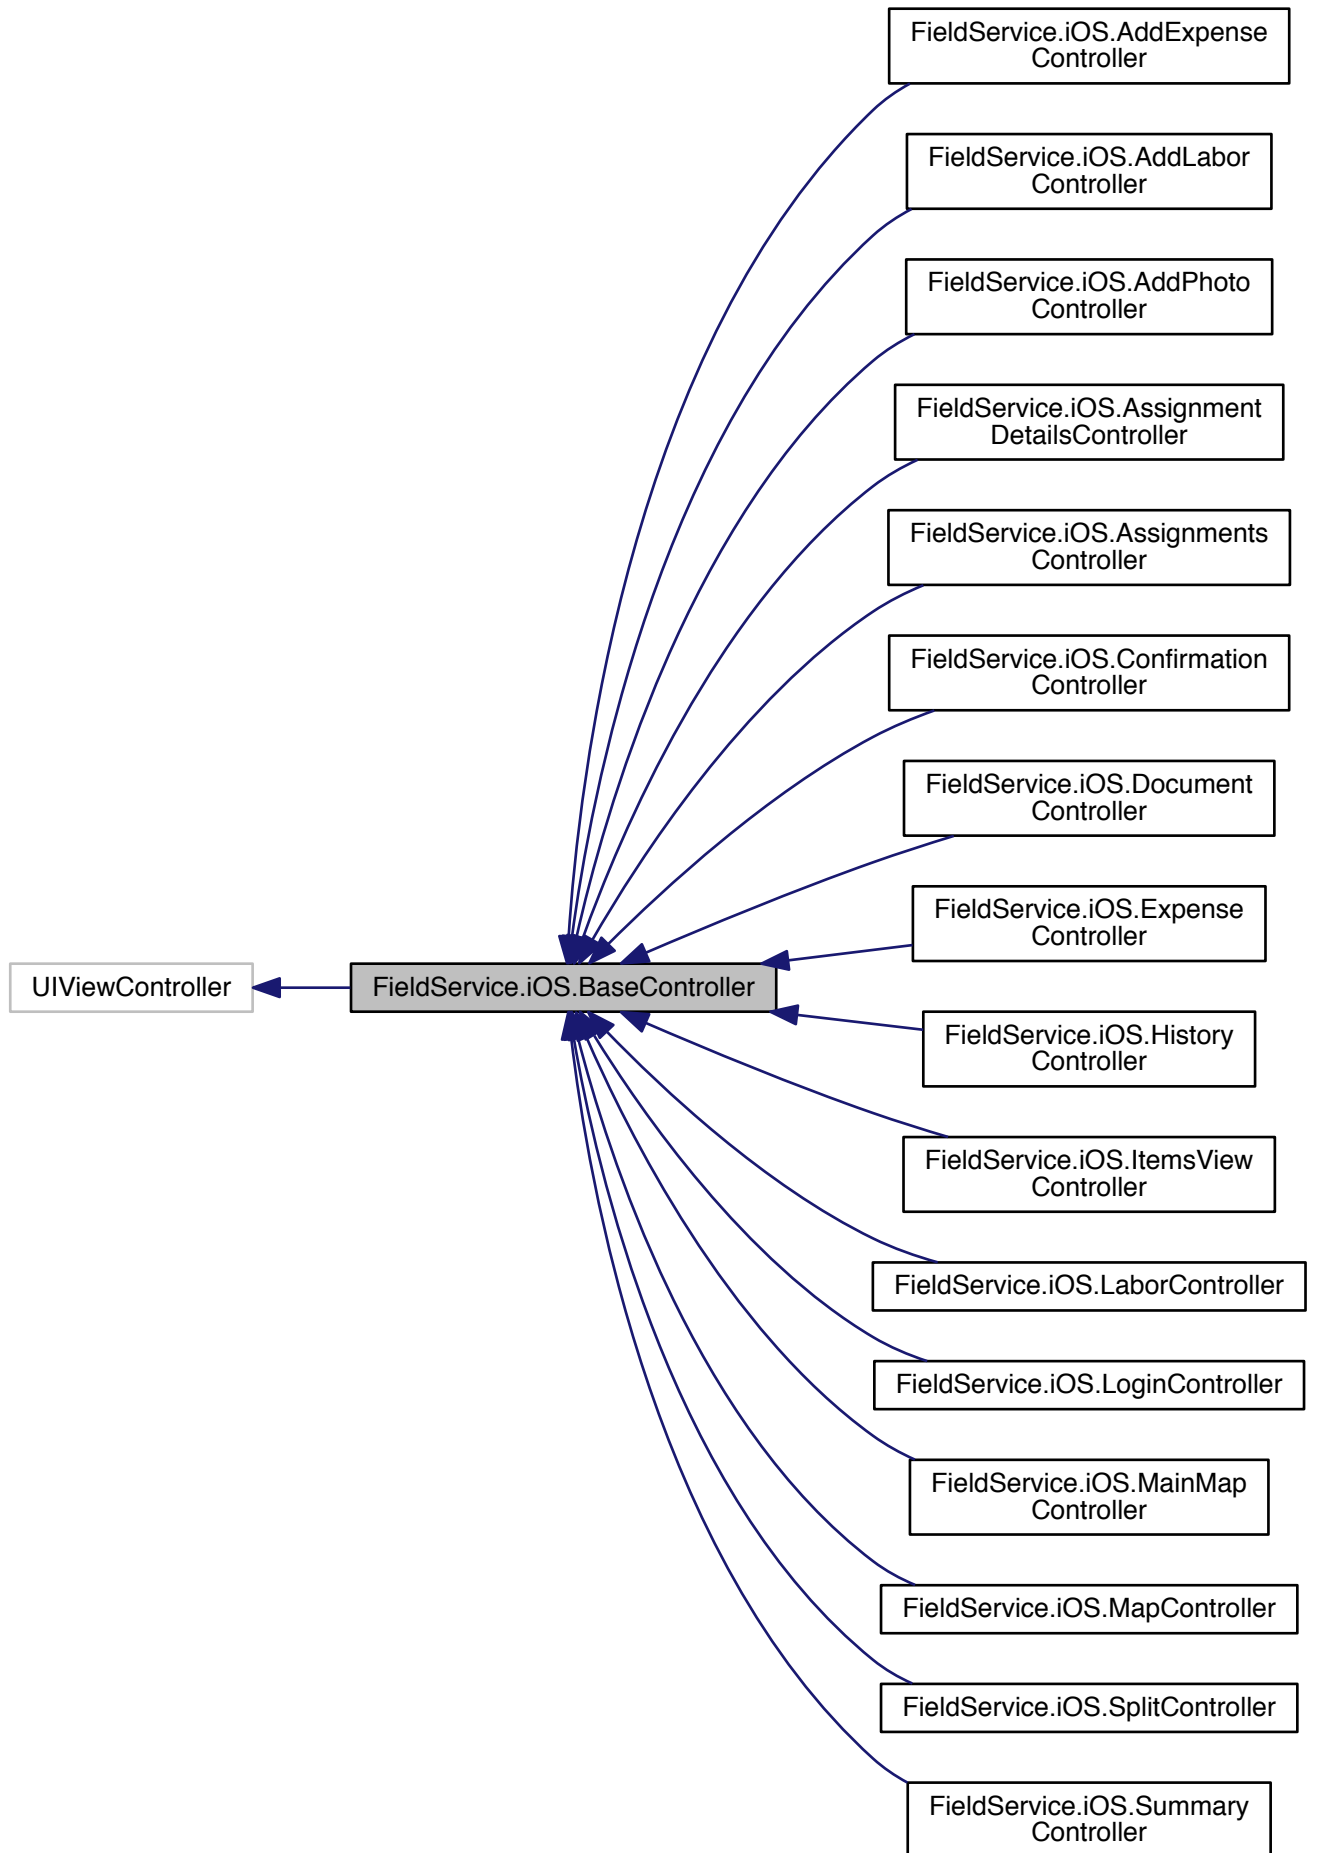 FieldService.iOS.AddExpense
Controller
FieldService.iOS.AddLabor
Controller
FieldService.iOS.AddPhoto
Controller
FieldService.iOS.Assignment
DetailsController
FieldService.iOS.Assignments
Controller
FieldService.iOS.Confirmation
Controller
FieldService.iOS.Document
Controller
FieldService.iOS.Expense
Controller
UIViewController
FieldService.iOS.BaseController
FieldService.iOS.History
Controller
FieldService.iOS.ItemsView
Controller
FieldService.iOS.LaborController
FieldService.iOS.LoginController
FieldService.iOS.MainMap
Controller
FieldService.iOS.MapController
FieldService.iOS.SplitController
FieldService.iOS.Summary
Controller